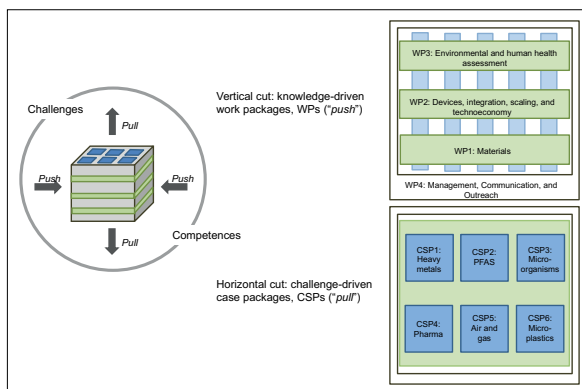 Challenges
Pull
Push
Push
Pull
Competences
Vertical cut: knowledge-driven
work packages, WPs (“push”)
Horizontal cut: challenge-driven
case packages, CSPs (“pull”)
WP3: Environmental and human health
assessment
WP2: Devices, integration, scaling, and
technoeconomy
WP1: Materials
WP4: Management, Communication, and
Outreach
CSP1:
Heavy
metals
CSP2:
PFAS
CSP3:
Micro-
organisms
CSP4:
Pharma
CSP5:
Air and
gas
CSP6:
Micro-
plastics